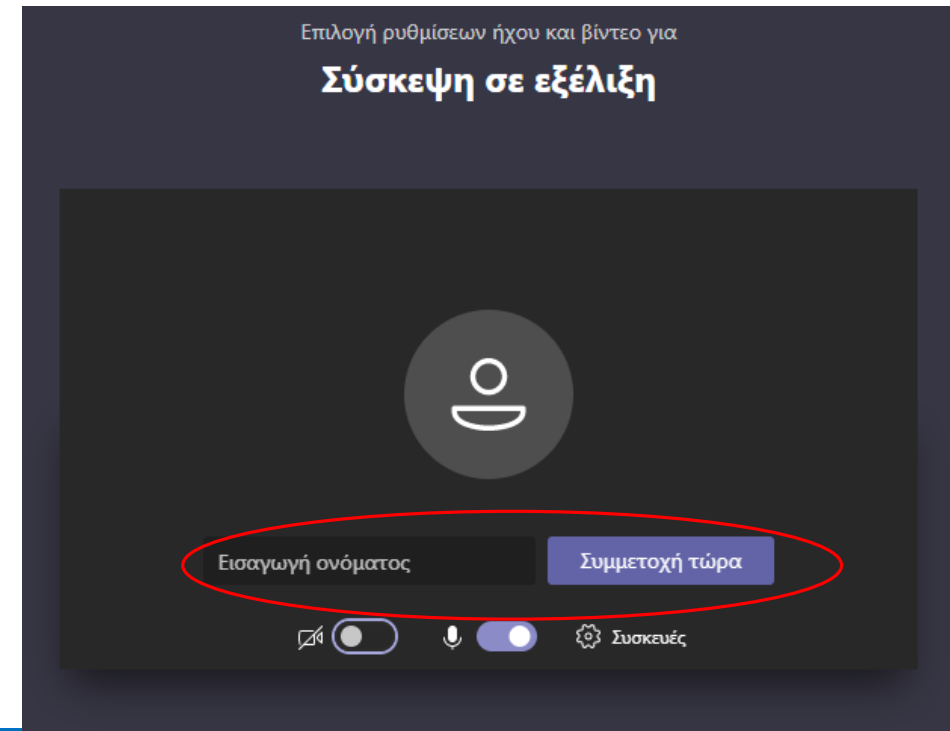 Επιλογή ρυθμίσεων ήχου και βίντεο για
Σύσκεψη σε εξέλιξη
Εισαγωγή ονόματος
Συμμετοχή τώρα
Συσκευές